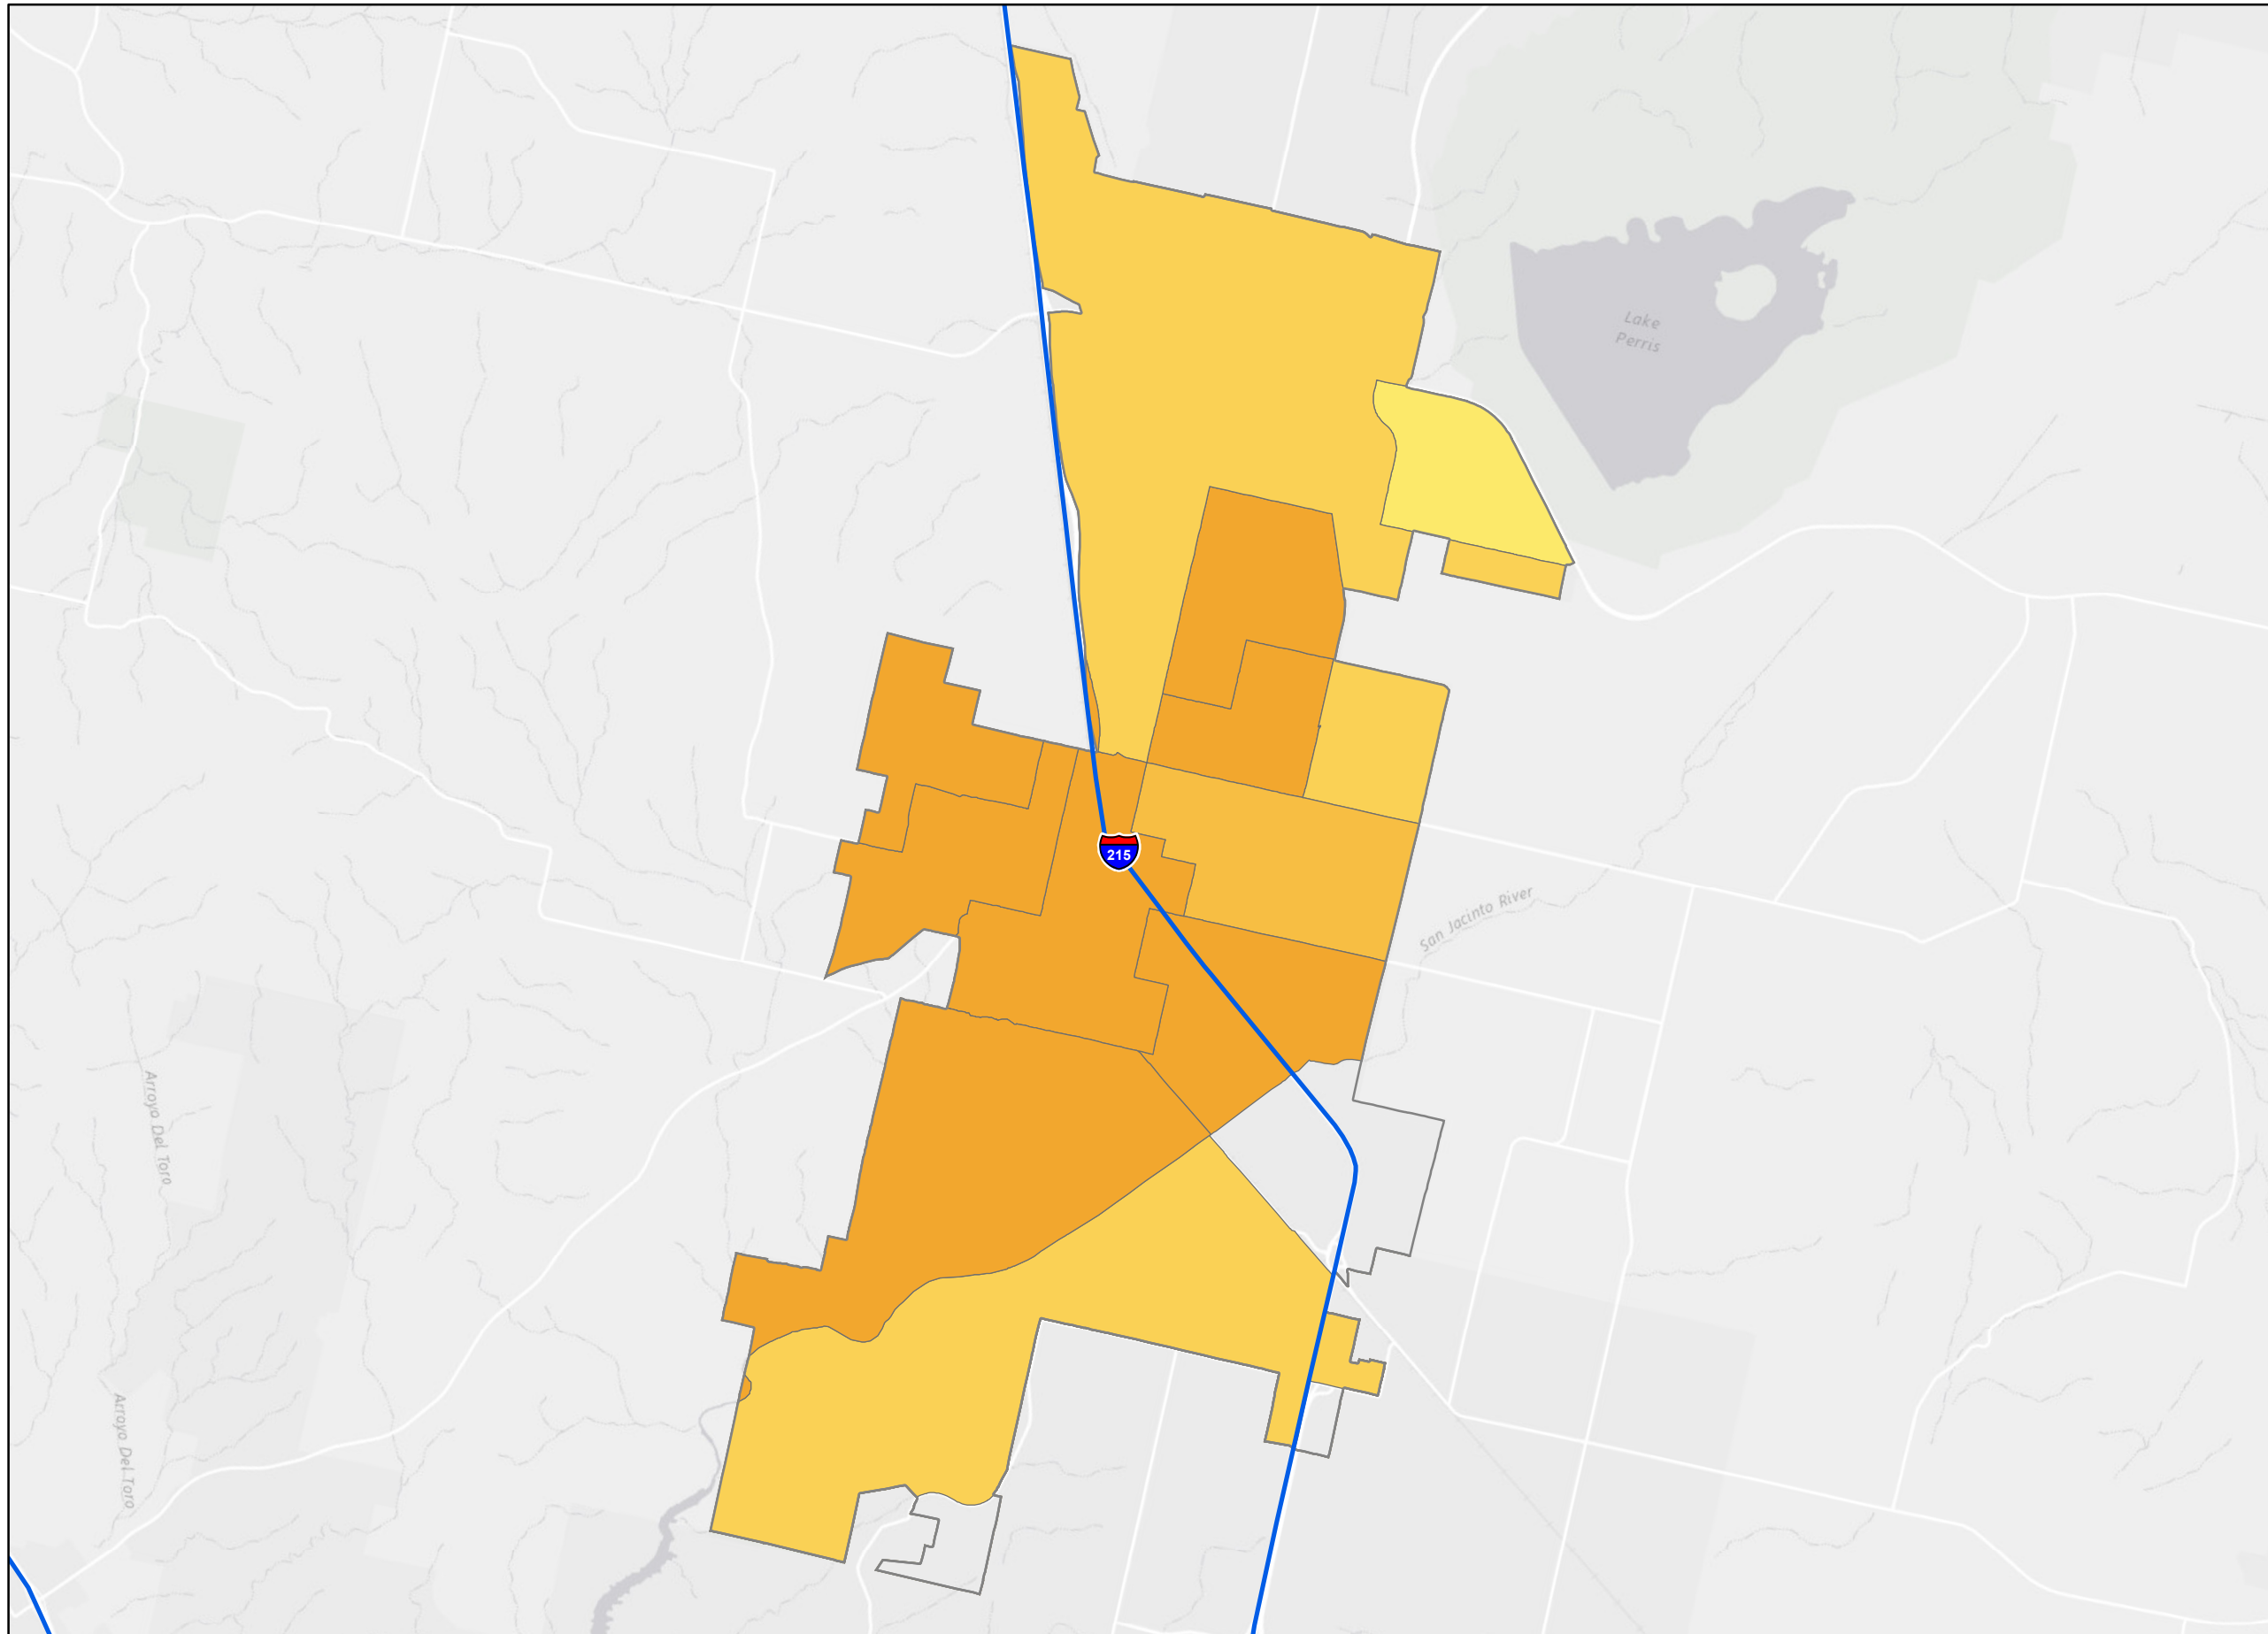 Lake
Perris
215
San Jacinto River
Arroyo Del Toro
Arroyo Del Toro